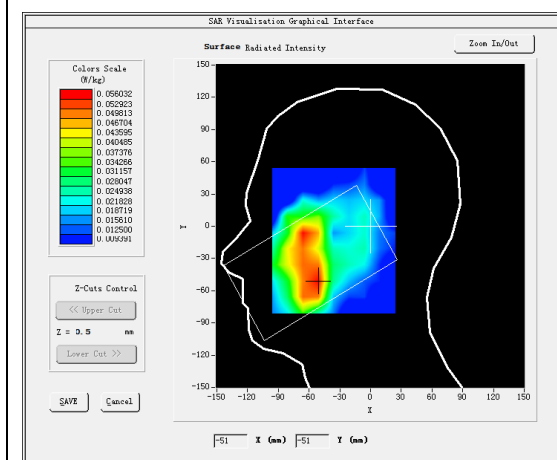 SAR Visualisation Graphical Interface
Surface Radiated Intensity
Zoom In/Out
Colors Scale
(W/kg)
0.056032
0.052923
0.049813
0.046704
0.043595
0.040485
0.037376
0.034266
0.031157
0.028047
0.024938
0.021828
0.018719
0.015610
0.012500
0.009391
150
90
60
30
0
-30
-60
-90
-120
-150
Y
-150 -120 -90 -60 -30 0 30 60 90 120 150
X
Z-Cuts Control
<< Upper Cut
Z = 0.5 mm
Lower Cut >>
SAVE Cancel
-51 X (mm) -51 Y (mm)